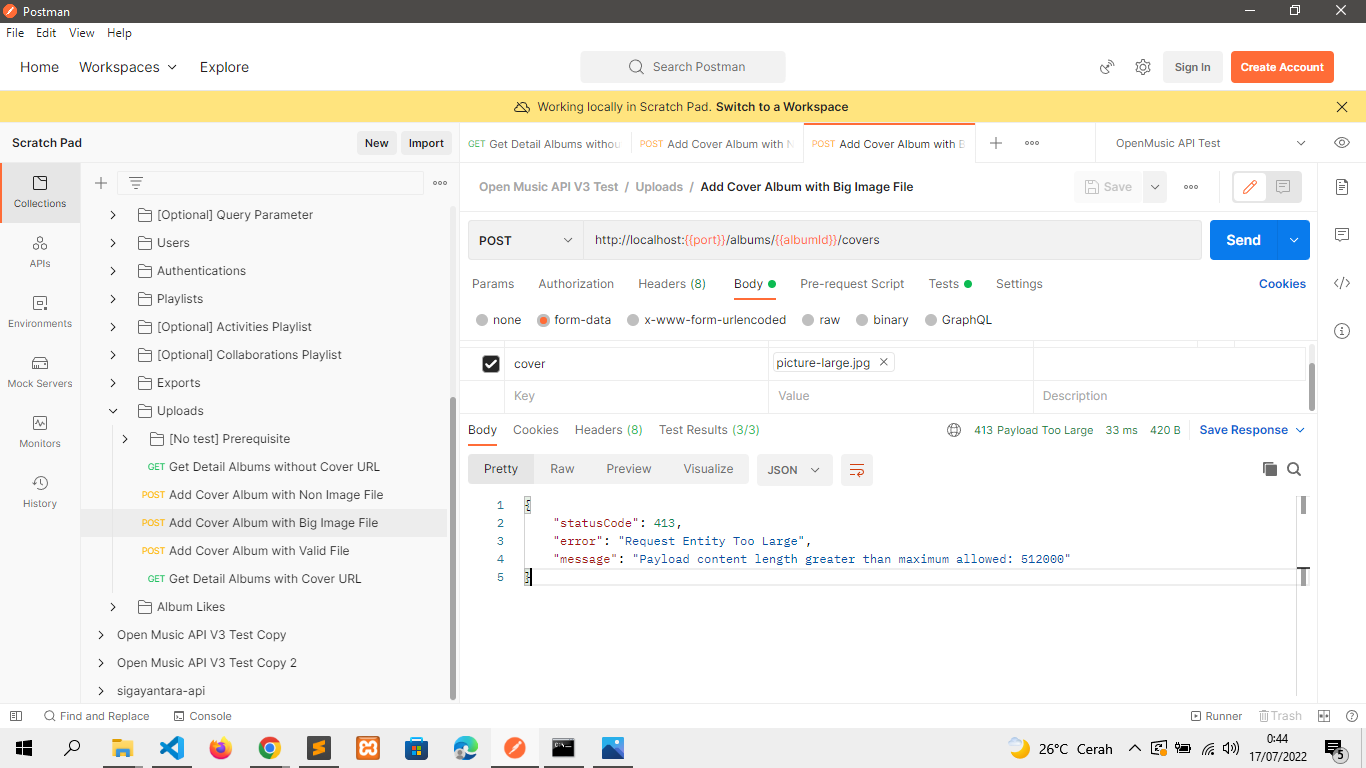 Postman
File Edit View Help
Home Workspaces Explore
Search Postman
Sign In
Create Account
Working locally in Scratch Pad. Switch to a Workspace
Scratch Pad
New
Import
GET Get Detail Albums withou
POST Add Cover Album with N
POST Add Cover Album with B
OpenMusic API Test
Collections
APIs
Environments
Mock Servers
Monitors
History
[Optional] Query Parameter
Users
Authentications
Playlists
[Optional] Activities Playlist
[Optional] Collaborations Playlist
Exports
Uploads
[No test] Prerequisite
GET Get Detail Albums without Cover URL
POST Add Cover Album with Non Image File
POST Add Cover Album with Big Image File
POST Add Cover Album with Valid File
GET Get Detail Albums with Cover URL
Album Likes
Open Music API V3 Test Copy
Open Music API V3 Test Copy 2
sigayantara-api
Open Music API V3 Test / Uploads / Add Cover Album with Big Image File
Save
POST
http://localhost:{{port}}/albums/{{albumId}}/covers
Send
Params Authorization Headers (8) Body Pre-request Script Tests Settings
Cookies
none form-data x-www-form-urlencoded raw binary GraphQL
cover picture-large.jpg
Key Value Description
Body Cookies Headers (8) Test Results (3/3)
413 Payload Too Large 33 ms 420 B Save Response
Pretty Raw Preview Visualize JSON
1 {
2 "statusCode": 413,
3 "error": "Request Entity Too Large",
4 "message": "Payload content length greater than maximum allowed: 512000"
5 }
Find and Replace Console
Runner Trash
26°C Cerah
0:44
17/07/2022
5